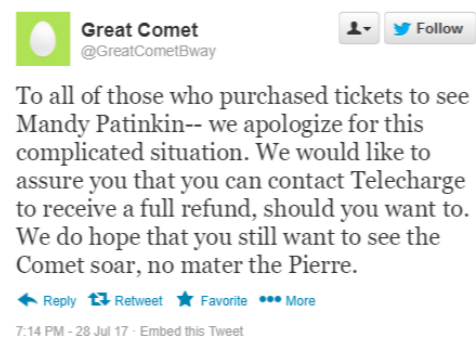 Great Comet
@GreatCometBway
Follow
To all of those who purchased tickets to see
Mandy Patinkin-- we apologize for this
complicated situation. We would like to
assure you that you can contact Telecharge
to receive a full refund, should you want to.
We do hope that you still want to see the
Comet soar, no mater the Pierre.
Reply Retweet Favorite More
7:14 PM - 28 Jul 17 · Embed this Tweet